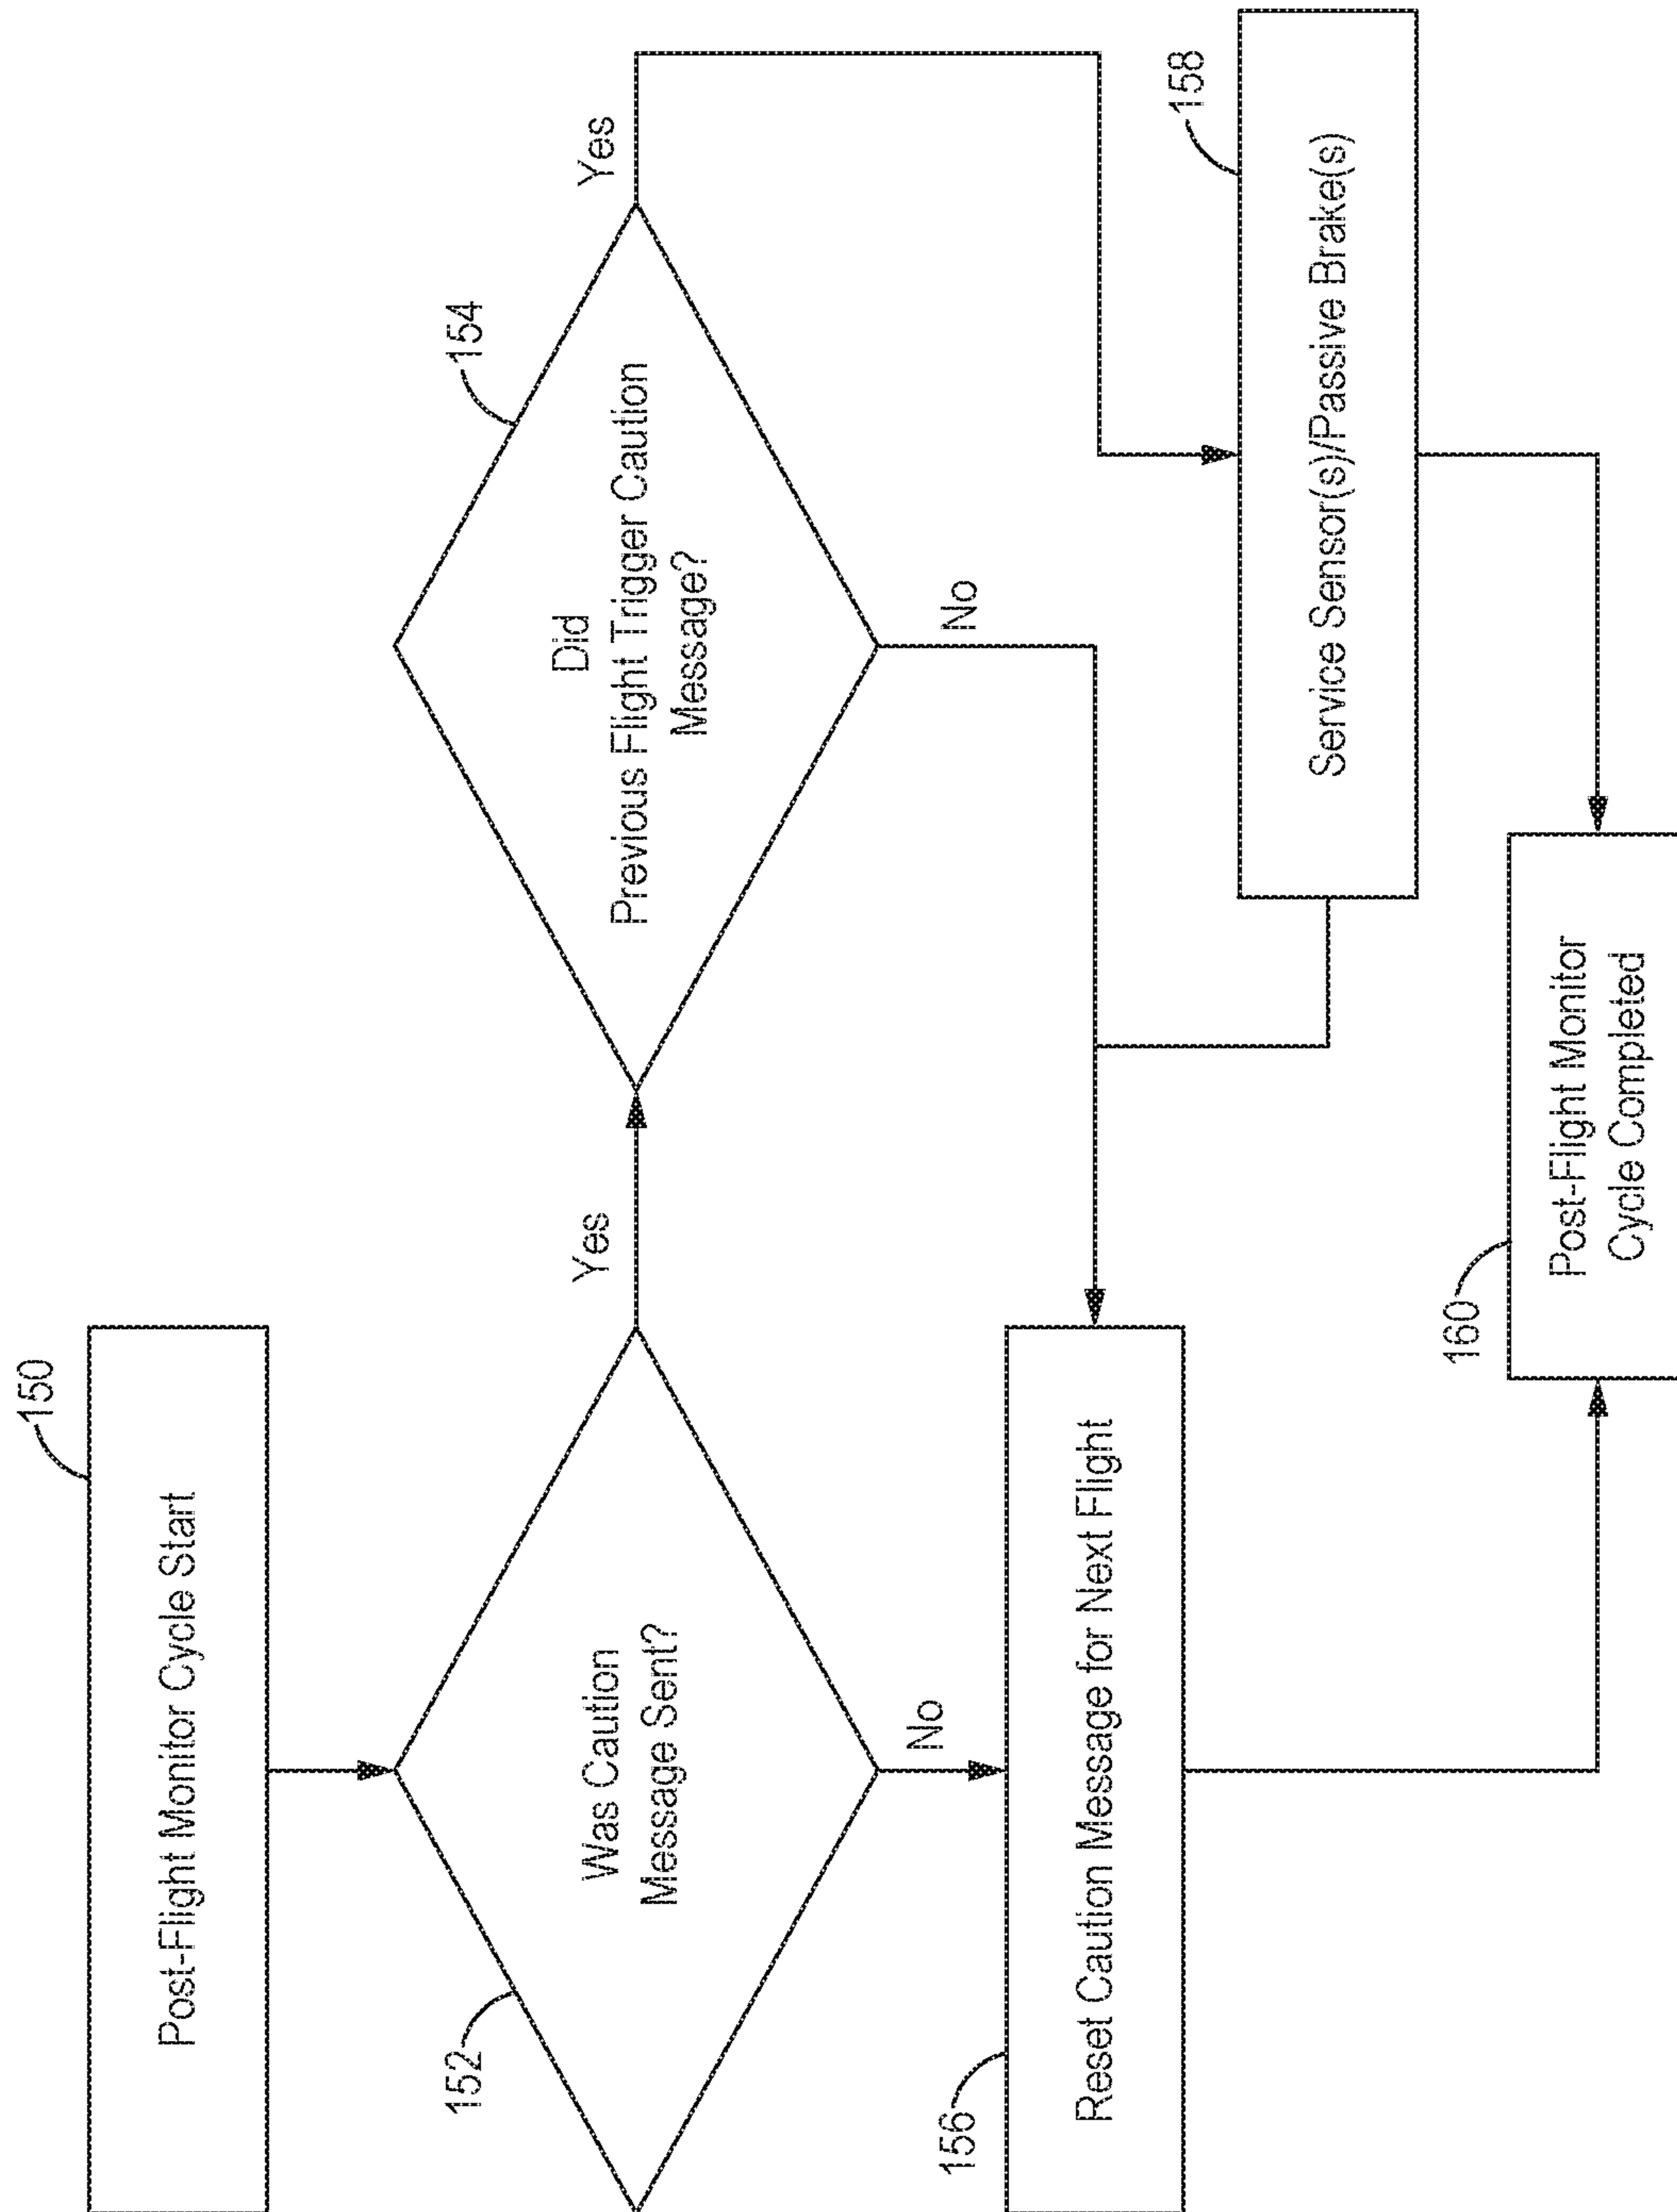 150
Post-Flight Monitor Cycle Start
152
Was Caution
Message Sent?
Yes
No
154
Did
Previous Flight Trigger Caution
Message?
Yes
No
156
Reset Caution Message for Next Flight
158
Service Sensor(s)/Passive Brake(s)
160
Post-Flight Monitor
Cycle Completed